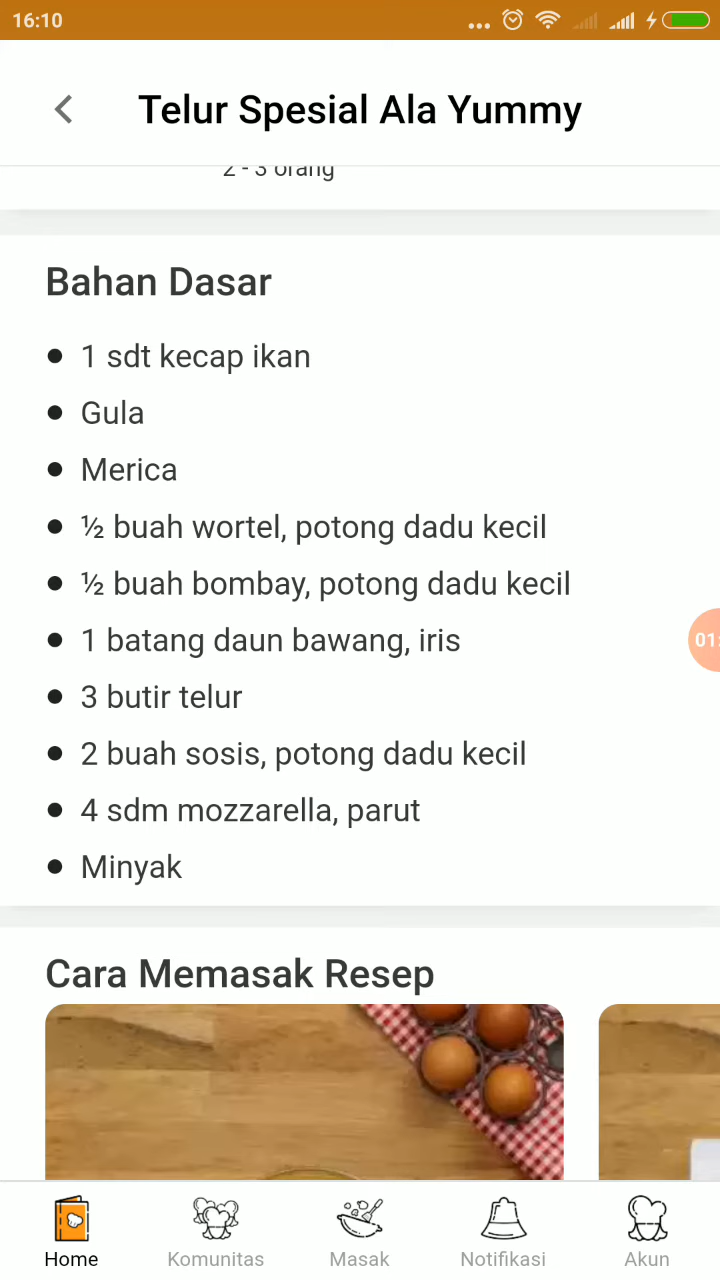 16:10
Telur Spesial Ala Yummy
2 - 3 orang
Bahan Dasar
1 sdt kecap ikan
Gula
Merica
½ buah wortel, potong dadu kecil
½ buah bombay, potong dadu kecil
1 batang daun bawang, iris
01:
3 butir telur
2 buah sosis, potong dadu kecil
4 sdm mozzarella, parut
Minyak
Cara Memasak Resep
Home
Komunitas
Masak
Notifikasi
Akun